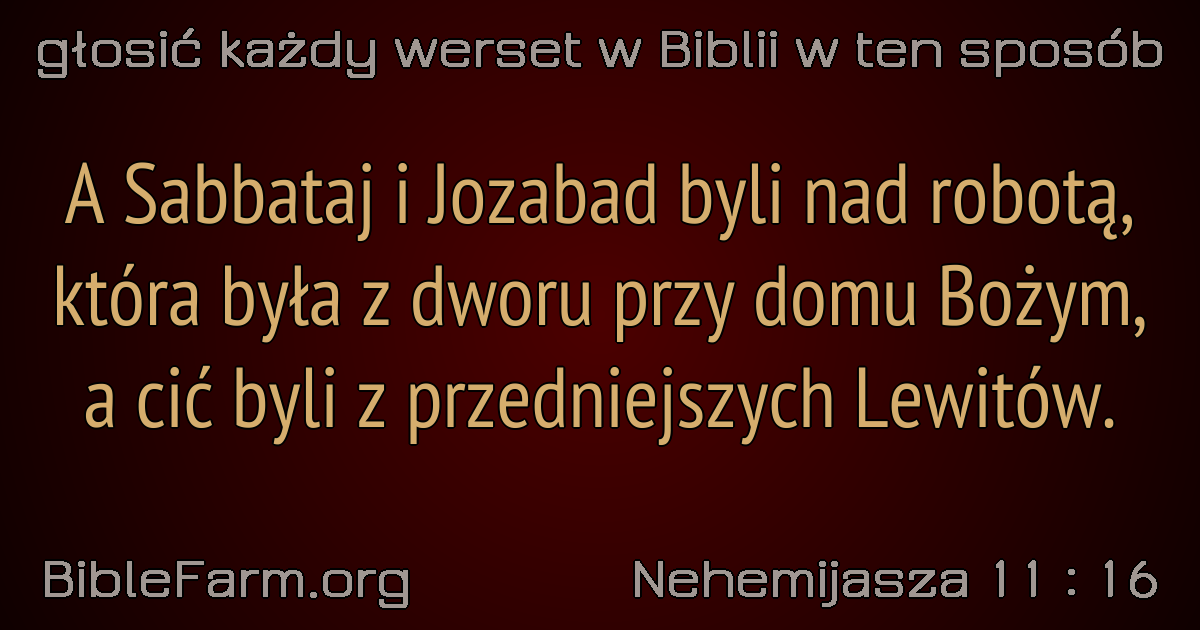 głosić każdy werset w Biblii w ten sposób
A Sabbataj i Jozabad byli nad robotą,
która była z dworu przy domu Bożym,
a cić byli z przedniejszych Lewitów.
BibleFarm.org
Nehemijasza 11 : 16